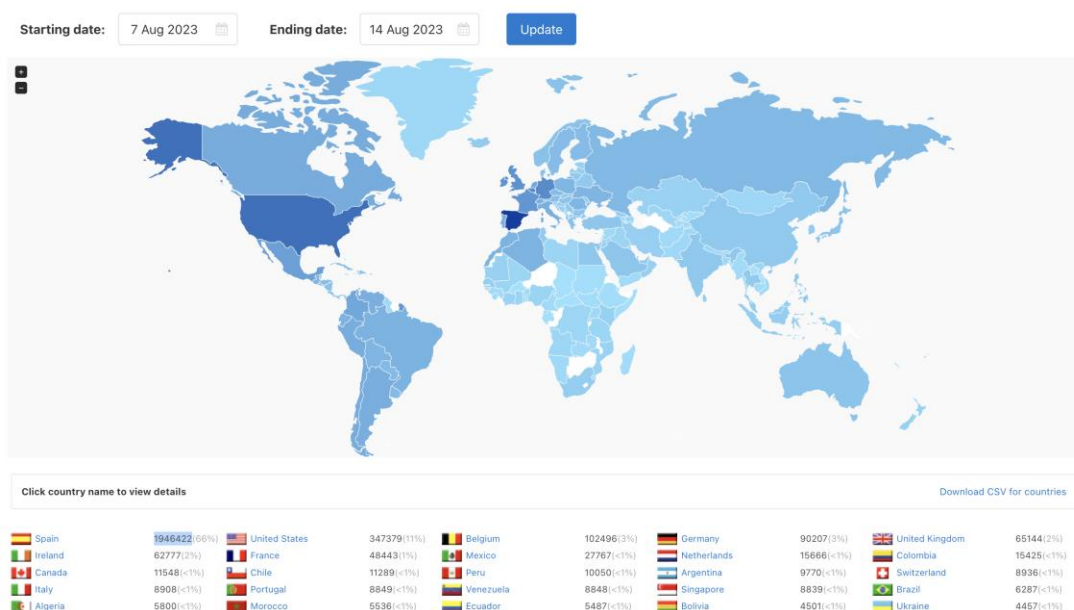 Starting date: 7 Aug 2023 Ending date: 14 Aug 2023 Update
+
-
Click country name to view details Download CSV for countries
Spain 1946422(66%) United States 347379(11%) Belgium 102496(3%) Germany 90207(3%) United Kingdom 65144(2%)
Ireland 62777(2%) France 48443(1%) Mexico 27767(<1%) Netherlands 15666(<1%) Colombia 15425(<1%)
Canada 11548(<1%) Chile 11289(<1%) Peru 10050(<1%) Argentina 9770(<1%) Switzerland 8936(<1%)
Italy 8908(<1%) Portugal 8849(<1%) Venezuela 8848(<1%) Singapore 8839(<1%) Brazil 6287(<1%)
Algeria 5800(<1%) Morocco 5536(<1%) Ecuador 5487(<1%) Bolivia 4501(<1%) Ukraine 4457(<1%)